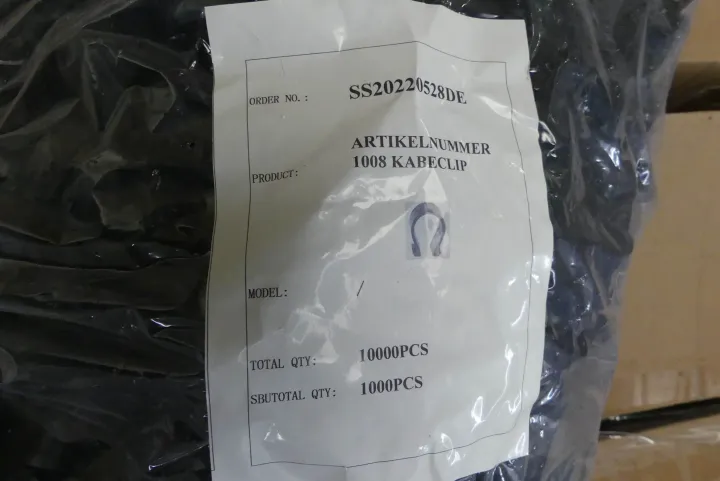 ORDER NO.: SS20220528DE
ARTIKELNUMMER
PRODUCT: 1008 KABECLIP
MODEL: /
TOTAL QTY: 10000PCS
SBUTOTAL QTY: 1000PCS